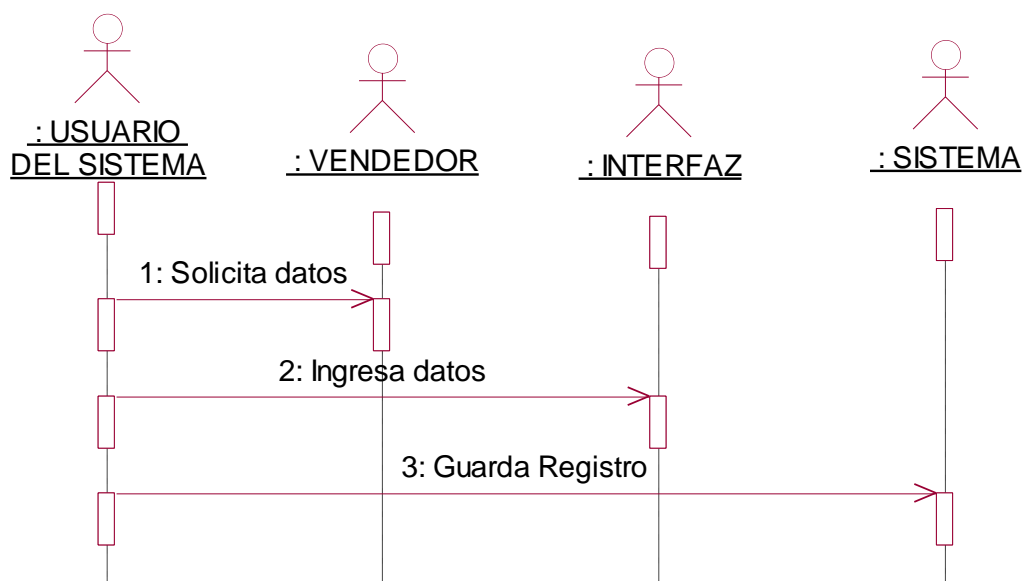 : USUARIO
DEL SISTEMA
: VENDEDOR
: INTERFAZ
: SISTEMA
1: Solicita datos
2: Ingresa datos
3: Guarda Registro